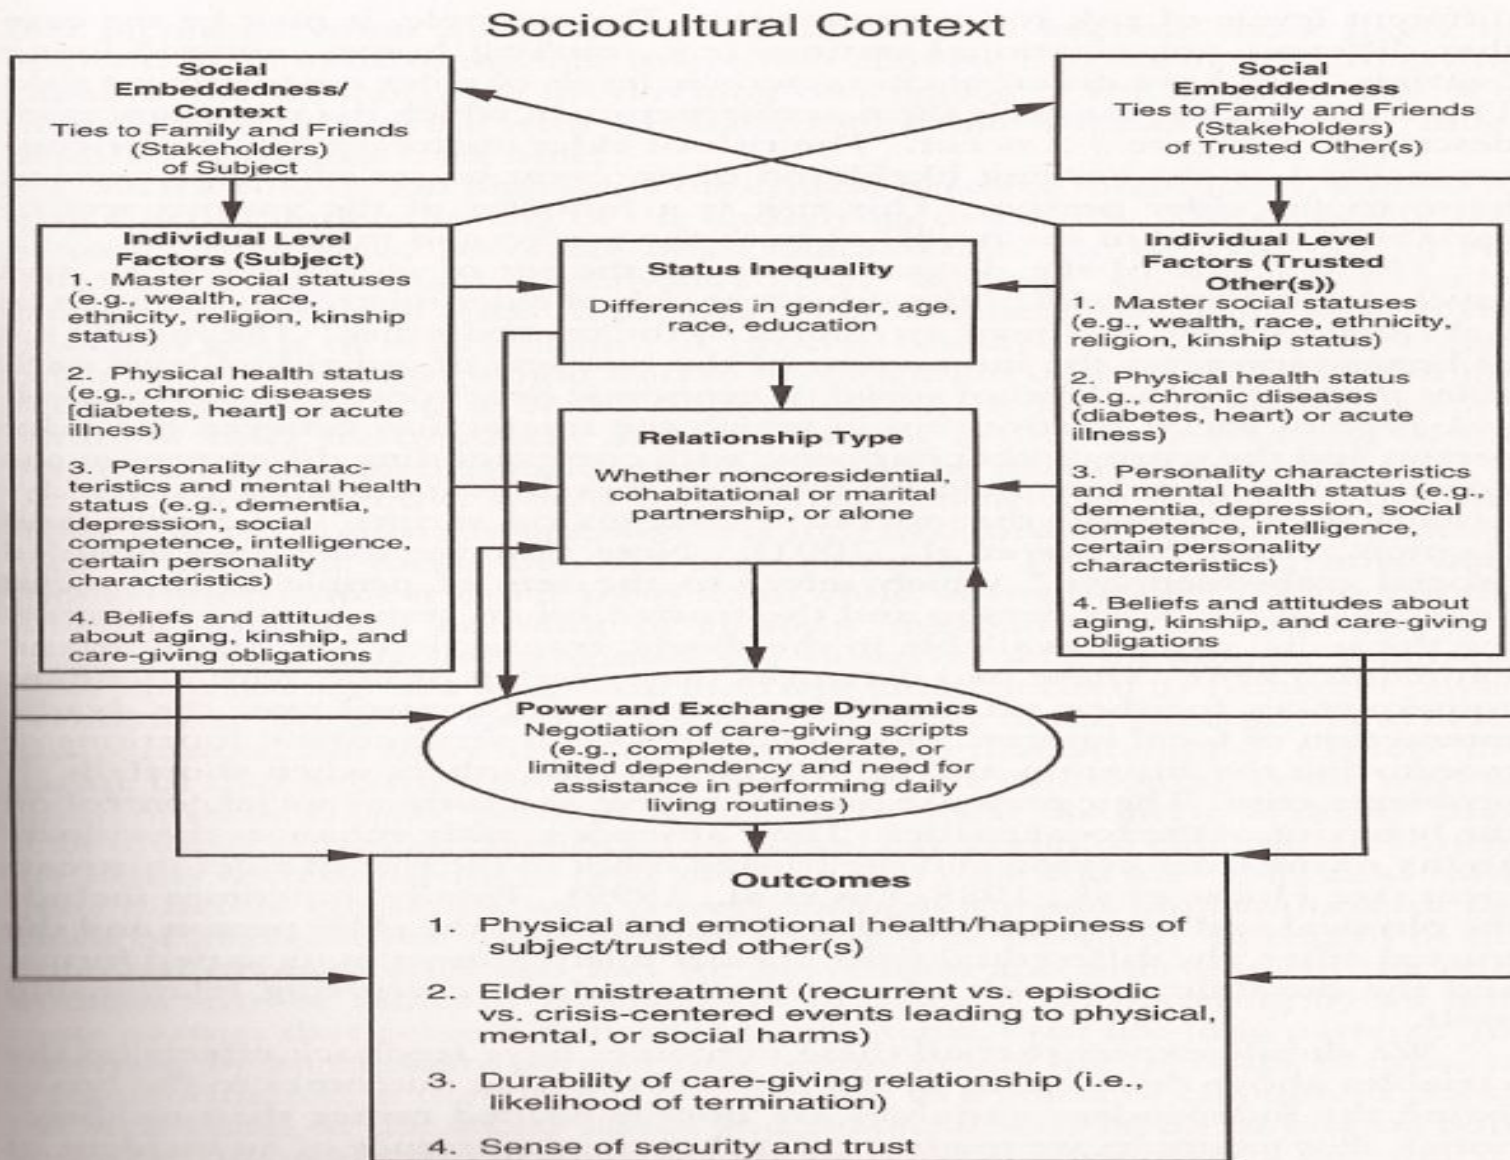 Sociocultural Context
Social
Embeddedness/
Context
Ties to Family and Friends
(Stakeholders)
of Subject
Social
Embeddedness
Ties to Family and Friends
(Stakeholders)
of Trusted Other(s)
Individual Level
Factors (Subject)
1. Master social statuses
(e.g., wealth, race,
ethnicity, religion, kinship
status)
2. Physical health status
(e.g., chronic diseases
[diabetes, heart] or acute
illness)
3. Personality charac-
teristics and mental health
status (e.g., dementia,
depression, social
competence, intelligence,
certain personality
characteristics)
4. Beliefs and attitudes
about aging, kinship, and
care-giving obligations
Status Inequality
Differences in gender, age,
race, education
Relationship Type
Whether noncoresidential,
cohabitational or marital
partnership, or alone
Individual Level
Factors (Trusted
Other(s))
1. Master social statuses
(e.g., wealth, race, ethnicity,
religion, kinship status)
2. Physical health status
(e.g., chronic diseases
(diabetes, heart) or acute
illness)
3. Personality characteristics
and mental health status (e.g.,
dementia, depression, social
competence, intelligence,
certain personality
characteristics)
4. Beliefs and attitudes about
aging, kinship, and care-giving
obligations
Power and Exchange Dynamics
Negotiation of care-giving scripts
(e.g., complete, moderate, or
limited dependency and need for
assistance in performing daily
living routines)
Outcomes
1. Physical and emotional health/happiness of
subject/trusted other(s)
2. Elder mistreatment (recurrent vs. episodic
vs. crisis-centered events leading to physical,
mental, or social harms)
3. Durability of care-giving relationship (i.e.,
likelihood of termination)
4. Sense of security and trust